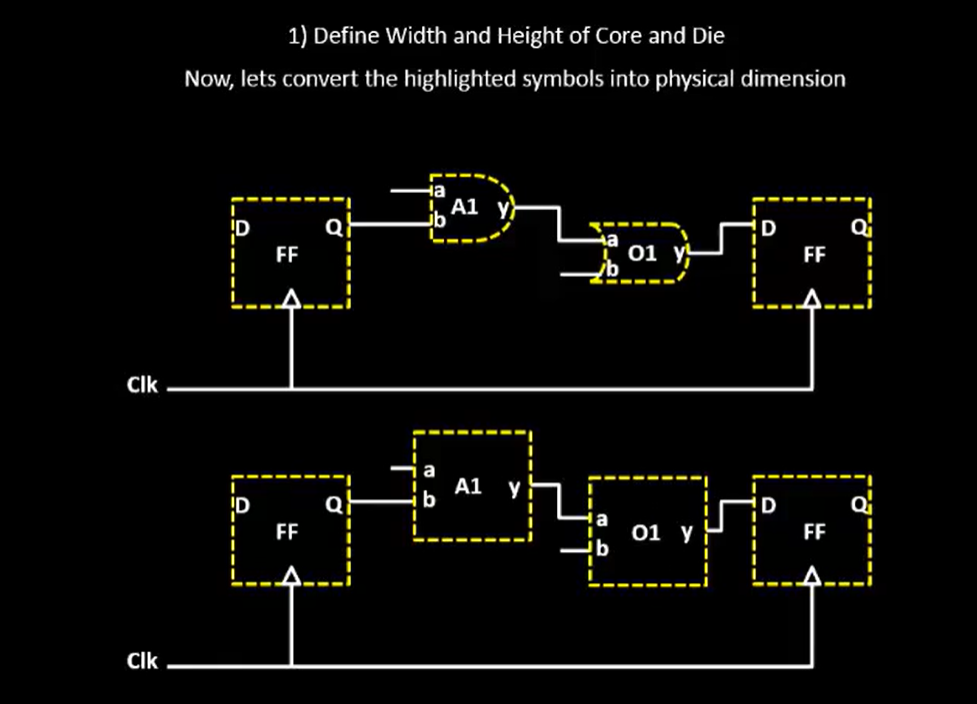 1) Define Width and Height of Core and Die
Now, lets convert the highlighted symbols into physical dimension
a
A1 y
b
D Q
FF
a
O1 y
b
D Q
FF
Clk
a
A1 y
b
D Q
FF
a
O1 y
b
D Q
FF
Clk